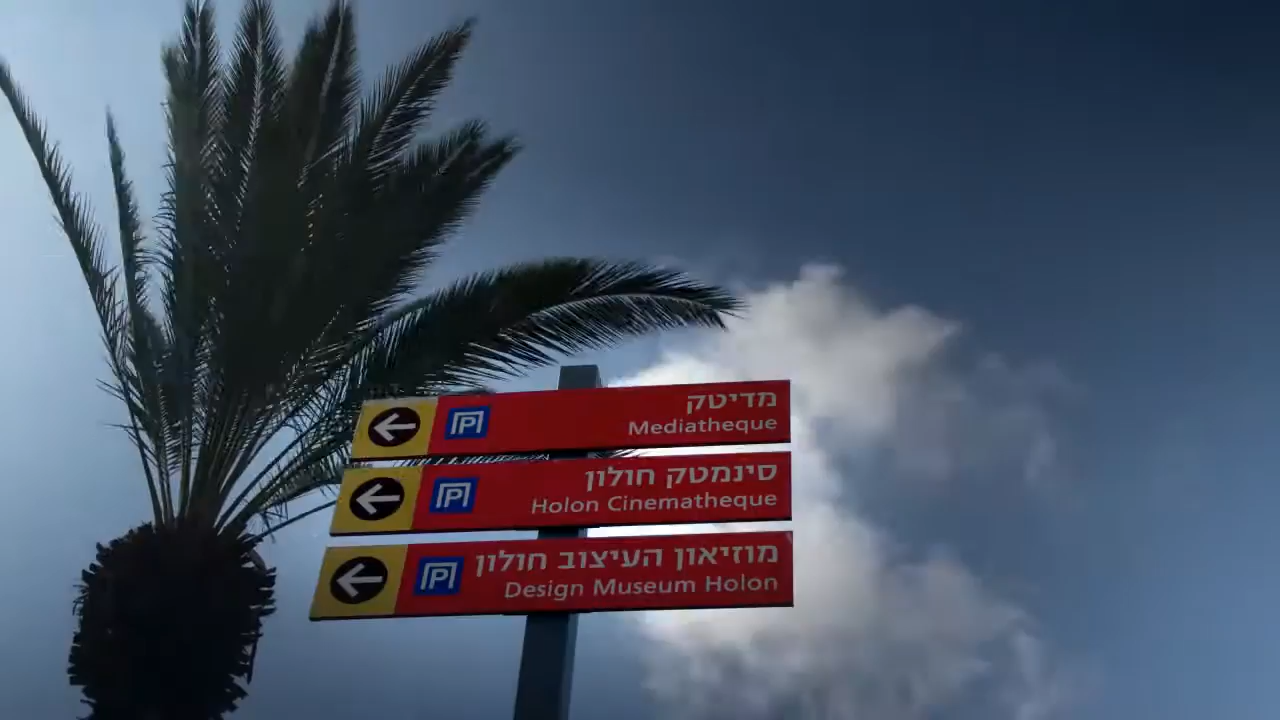 מדיטק
Mediatheque
סינמטק חולון
Holon Cinematheque
מוזיאון העיצוב חולון
Design Museum Holon